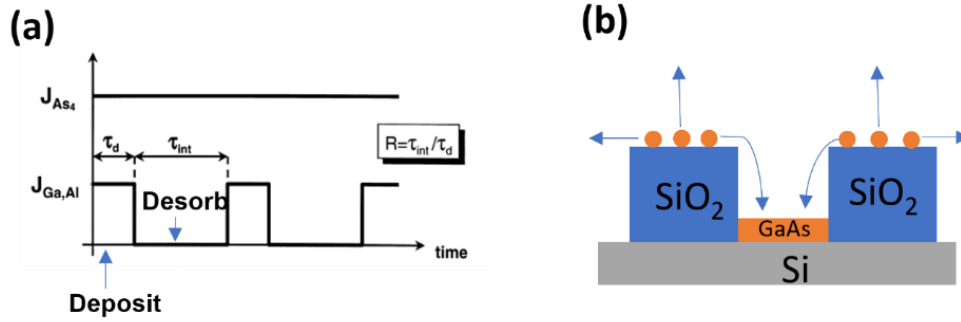 (a)
J_As₄
τ_d τ_int
R=τ_int/τ_d
J_Ga,Al
Desorb
time
Deposit
(b)
SiO₂ SiO₂
GaAs
Si